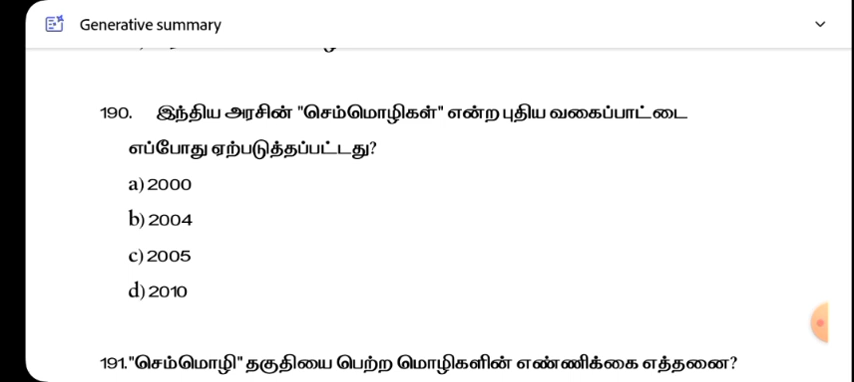 Generative summary
190. இந்திய அரசின் "செம்மொழிகள்" என்ற புதிய வகைப்பாட்டை
எப்போது ஏற்படுத்தப்பட்டது?
a) 2000
b) 2004
c) 2005
d) 2010
191."செம்மொழி" தகுதியை பெற்ற மொழிகளின் எண்ணிக்கை எத்தனை?